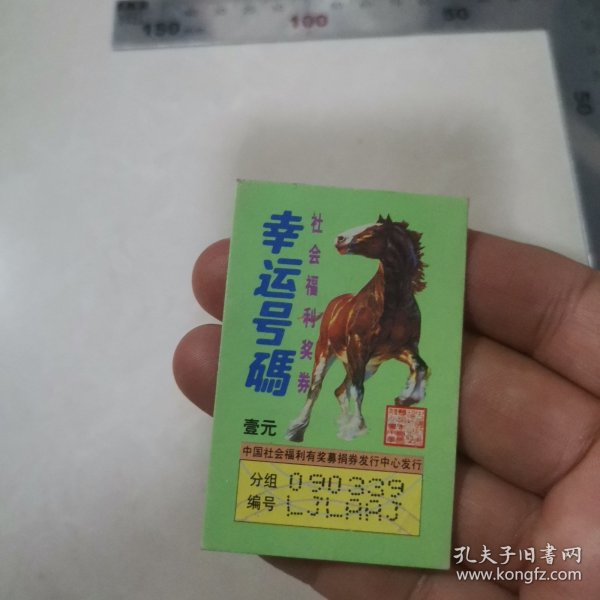 150
100
50
50
幸运号碼
社会福利奖券
壹元
中国社会福利有奖募捐券发行中心发行
分组 090339
编号 LJLAAJ
孔夫子旧书网
www.kongfz.com